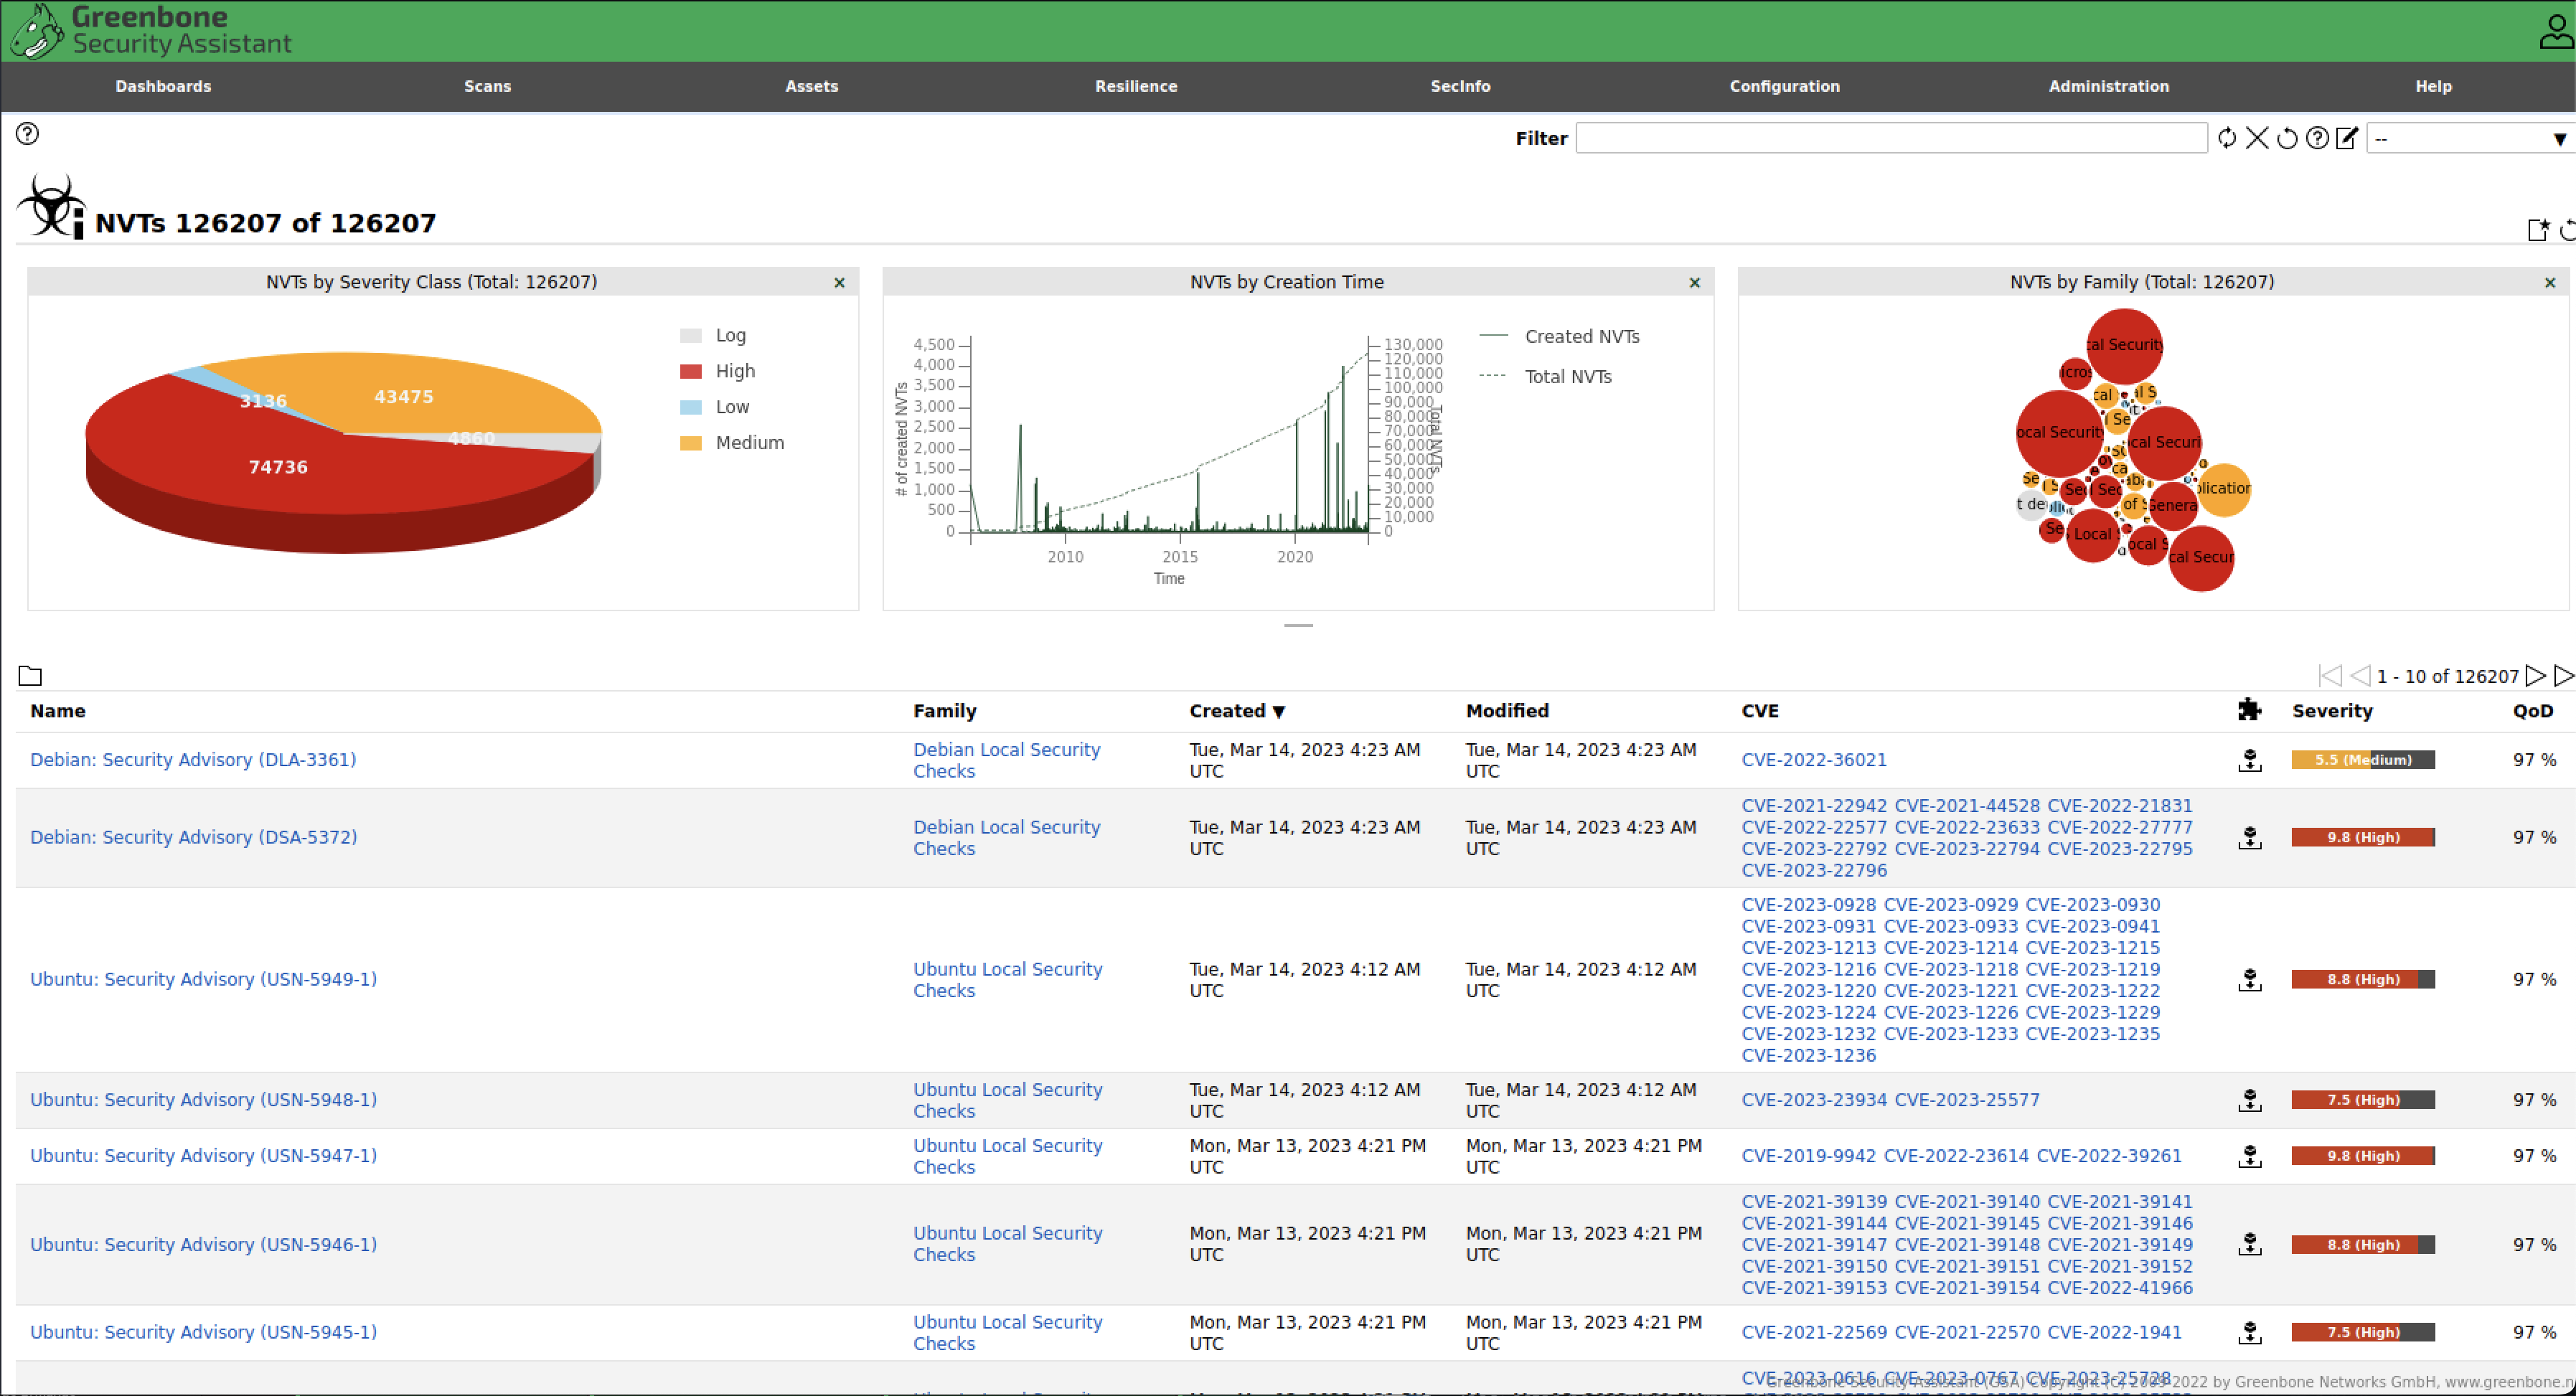 Greenbone
Security Assistant
Dashboards Scans Assets Resilience SecInfo Configuration Administration Help
Filter --
NVTs 126207 of 126207
NVTs by Severity Class (Total: 126207) ×
3136
43475
4860
74736
Log
High
Low
Medium
NVTs by Creation Time ×
4,500
4,000
3,500
3,000
2,500
2,000
1,500
1,000
500
0
# of created NVTs
130,000
120,000
110,000
100,000
90,000
80,000
70,000
60,000
50,000
40,000
30,000
20,000
10,000
0
Total NVTs
2010 2015 2020
Time
Created NVTs
Total NVTs
NVTs by Family (Total: 126207) ×
cal Security
icros
cal
al S
l Se
ocal Security
cal Securi
Se
l S
Sec
l Sec
plication
t de
of S
Genera
Se
Local
ocal S
cal Secur
1 - 10 of 126207
Name Family Created ▼ Modified CVE Severity QoD
Debian: Security Advisory (DLA-3361) Debian Local Security Tue, Mar 14, 2023 4:23 AM Tue, Mar 14, 2023 4:23 AM CVE-2022-36021 5.5 (Medium) 97 %
Checks UTC UTC
Debian: Security Advisory (DSA-5372) Debian Local Security Tue, Mar 14, 2023 4:23 AM Tue, Mar 14, 2023 4:23 AM 9.8 (High) 97 %
Checks UTC UTC
CVE-2021-22942 CVE-2021-44528 CVE-2022-21831
CVE-2022-22577 CVE-2022-23633 CVE-2022-27777
CVE-2023-22792 CVE-2023-22794 CVE-2023-22795
CVE-2023-22796
Ubuntu: Security Advisory (USN-5949-1) Ubuntu Local Security Tue, Mar 14, 2023 4:12 AM Tue, Mar 14, 2023 4:12 AM 8.8 (High) 97 %
Checks UTC UTC
CVE-2023-0928 CVE-2023-0929 CVE-2023-0930
CVE-2023-0931 CVE-2023-0933 CVE-2023-0941
CVE-2023-1213 CVE-2023-1214 CVE-2023-1215
CVE-2023-1216 CVE-2023-1218 CVE-2023-1219
CVE-2023-1220 CVE-2023-1221 CVE-2023-1222
CVE-2023-1224 CVE-2023-1226 CVE-2023-1229
CVE-2023-1232 CVE-2023-1233 CVE-2023-1235
CVE-2023-1236
Ubuntu: Security Advisory (USN-5948-1) Ubuntu Local Security Tue, Mar 14, 2023 4:12 AM Tue, Mar 14, 2023 4:12 AM CVE-2023-23934 CVE-2023-25577 7.5 (High) 97 %
Checks UTC UTC
Ubuntu: Security Advisory (USN-5947-1) Ubuntu Local Security Mon, Mar 13, 2023 4:21 PM Mon, Mar 13, 2023 4:21 PM CVE-2019-9942 CVE-2022-23614 CVE-2022-39261 9.8 (High) 97 %
Checks UTC UTC
Ubuntu: Security Advisory (USN-5946-1) Ubuntu Local Security Mon, Mar 13, 2023 4:21 PM Mon, Mar 13, 2023 4:21 PM 8.8 (High) 97 %
Checks UTC UTC
CVE-2021-39139 CVE-2021-39140 CVE-2021-39141
CVE-2021-39144 CVE-2021-39145 CVE-2021-39146
CVE-2021-39147 CVE-2021-39148 CVE-2021-39149
CVE-2021-39150 CVE-2021-39151 CVE-2021-39152
CVE-2021-39153 CVE-2021-39154 CVE-2022-41966
Ubuntu: Security Advisory (USN-5945-1) Ubuntu Local Security Mon, Mar 13, 2023 4:21 PM Mon, Mar 13, 2023 4:21 PM CVE-2021-22569 CVE-2021-22570 CVE-2022-1941 7.5 (High) 97 %
Checks UTC UTC
CVE-2023-0616 CVE-2023-0767 CVE-2023-25728
Greenbone Security Assistant (GSA) Copyright (C) 2009-2022 by Greenbone Networks GmbH, www.greenbone.n